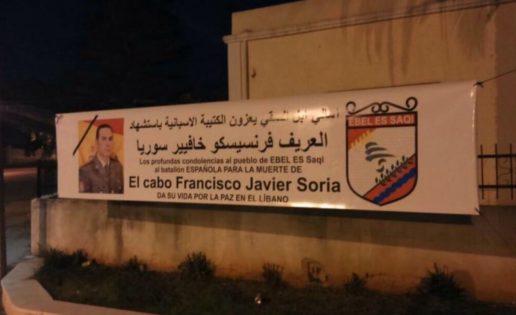 اهالي ابل السقي يعزون الكتيبة الاسبانية باستشهاد
العريف فرنسيسكو خافيير سوريا
Los profundas condolencias al pueblo de EBEL ES Saqi
al batallón ESPAÑOLA PARA LA MUERTE DE
El cabo Francisco Javier Soria
DA SU VIDA POR LA PAZ EN EL LÍBANO
EBEL ES SAQI